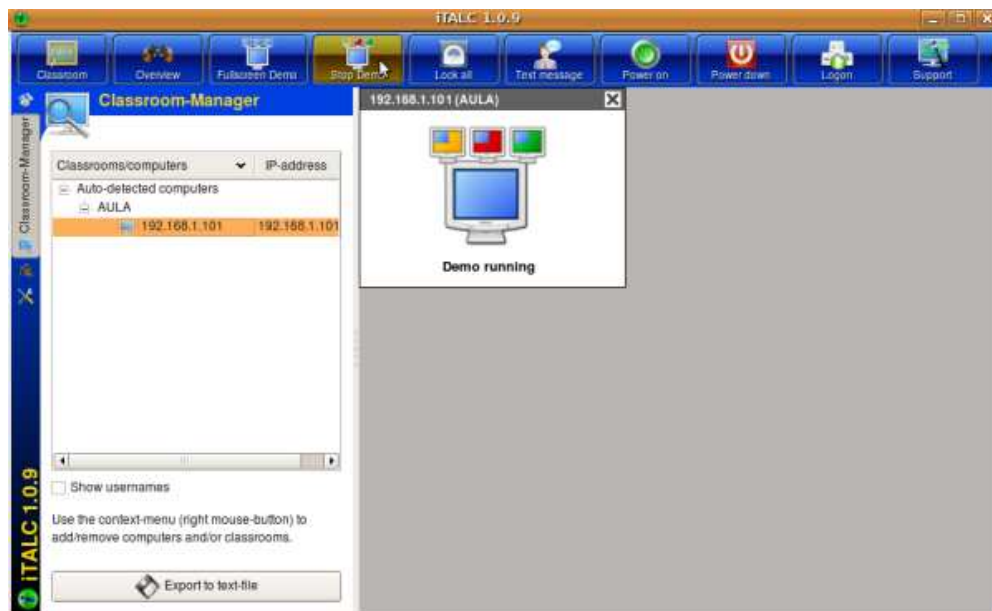 iTALC 1.0.9
Classroom
Overview
Fullscreen Demo
Stop Demo
Lock all
Text message
Power on
Power down
Logon
Support
Classroom-Manager
Classroom-Manager
Classrooms/computers
IP-address
Auto-detected computers
AULA
192.168.1.101
192.168.1.101
Show usernames
Use the context-menu (right mouse-button) to
add/remove computers and/or classrooms.
Export to text-file
iTALC 1.0.9
192.168.1.101 (AULA)
Demo running